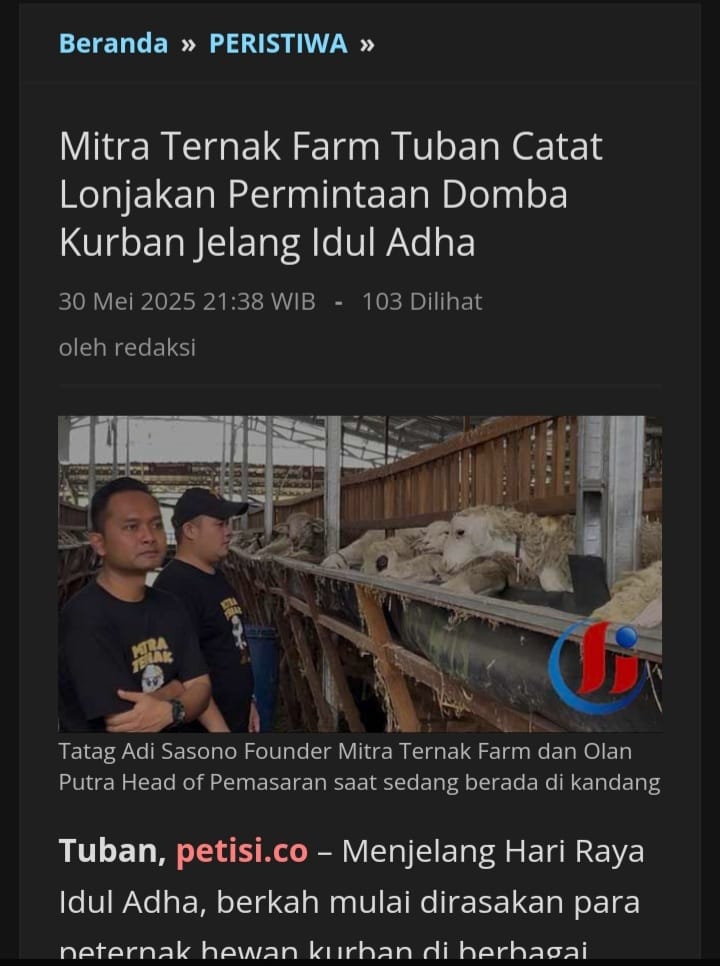 Beranda » PERISTIWA »
Mitra Ternak Farm Tuban Catat
Lonjakan Permintaan Domba
Kurban Jelang Idul Adha
30 Mei 2025 21:38 WIB - 103 Dilihat
oleh redaksi
MITRA
TERNAK
Tatag Adi Sasono Founder Mitra Ternak Farm dan Olan
Putra Head of Pemasaran saat sedang berada di kandang
Tuban, petisi.co – Menjelang Hari Raya
Idul Adha, berkah mulai dirasakan para
peternak hewan kurban di berbagai